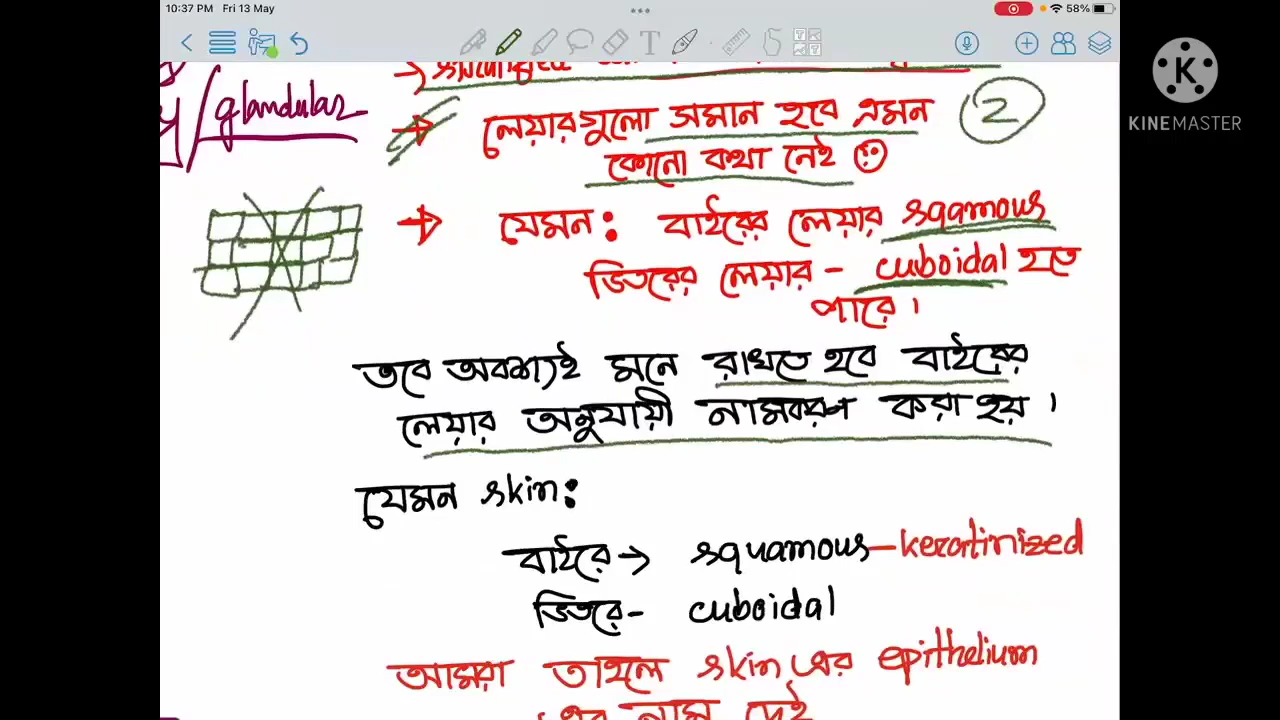 10:37 PM Fri 13 May
58%
K
KINEMASTER
T
glandular
→ লেয়ারগুলো সমান হবে এমন
2
কোনো কথা নেই
→ যেমন: বাইরের লেয়ার sqamous
ভিতরের লেয়ার - cuboidal হতে
পারে।
তবে অবশ্যই মনে রাখতে হবে বাইরের
লেয়ার অনুযায়ী নামকরণ করা হয়।
যেমন skin:
বাইরে → squamous - keratinized
ভিতরে - cuboidal
আমরা তাহলে skin এর epithelium
এর নাম দেই